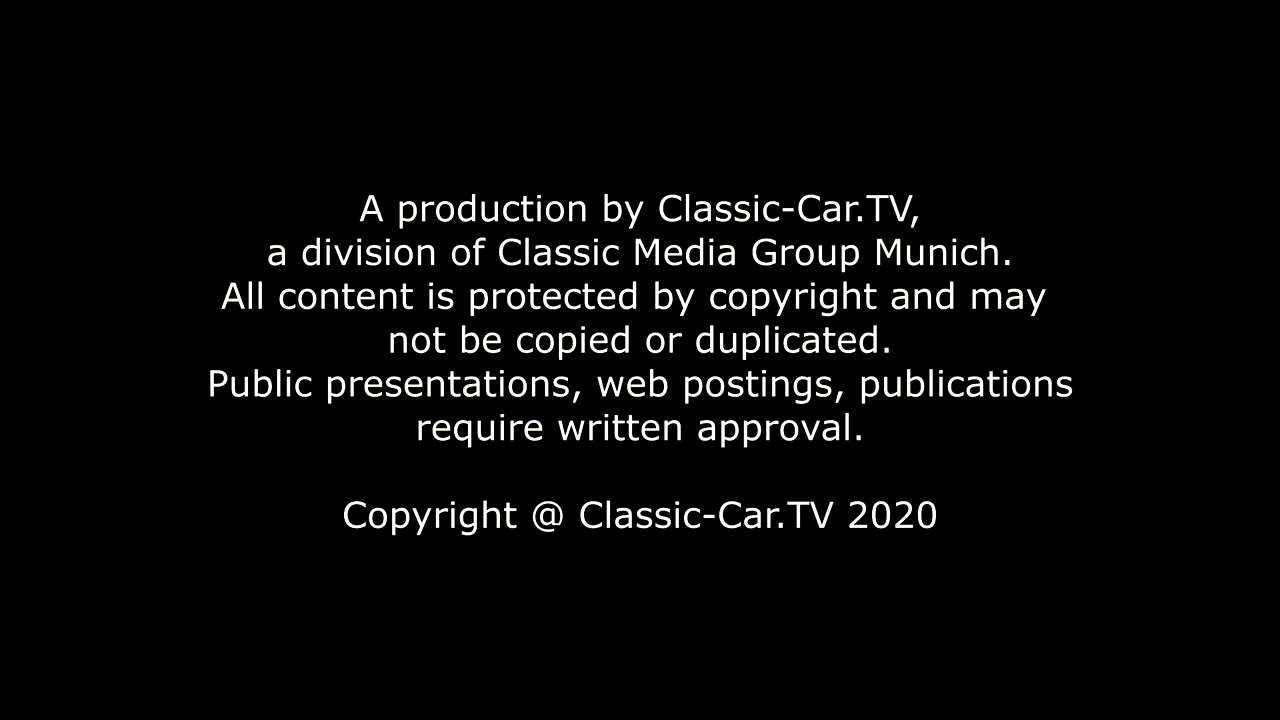 A production by Classic-Car.TV,
a division of Classic Media Group Munich.
All content is protected by copyright and may
not be copied or duplicated.
Public presentations, web postings, publications
require written approval.
Copyright @ Classic-Car.TV 2020